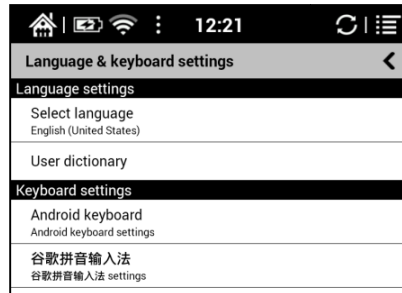 12:21
Language & keyboard settings
Language settings
Select language
English (United States)
User dictionary
Keyboard settings
Android keyboard
Android keyboard settings
谷歌拼音输入法
谷歌拼音输入法 settings